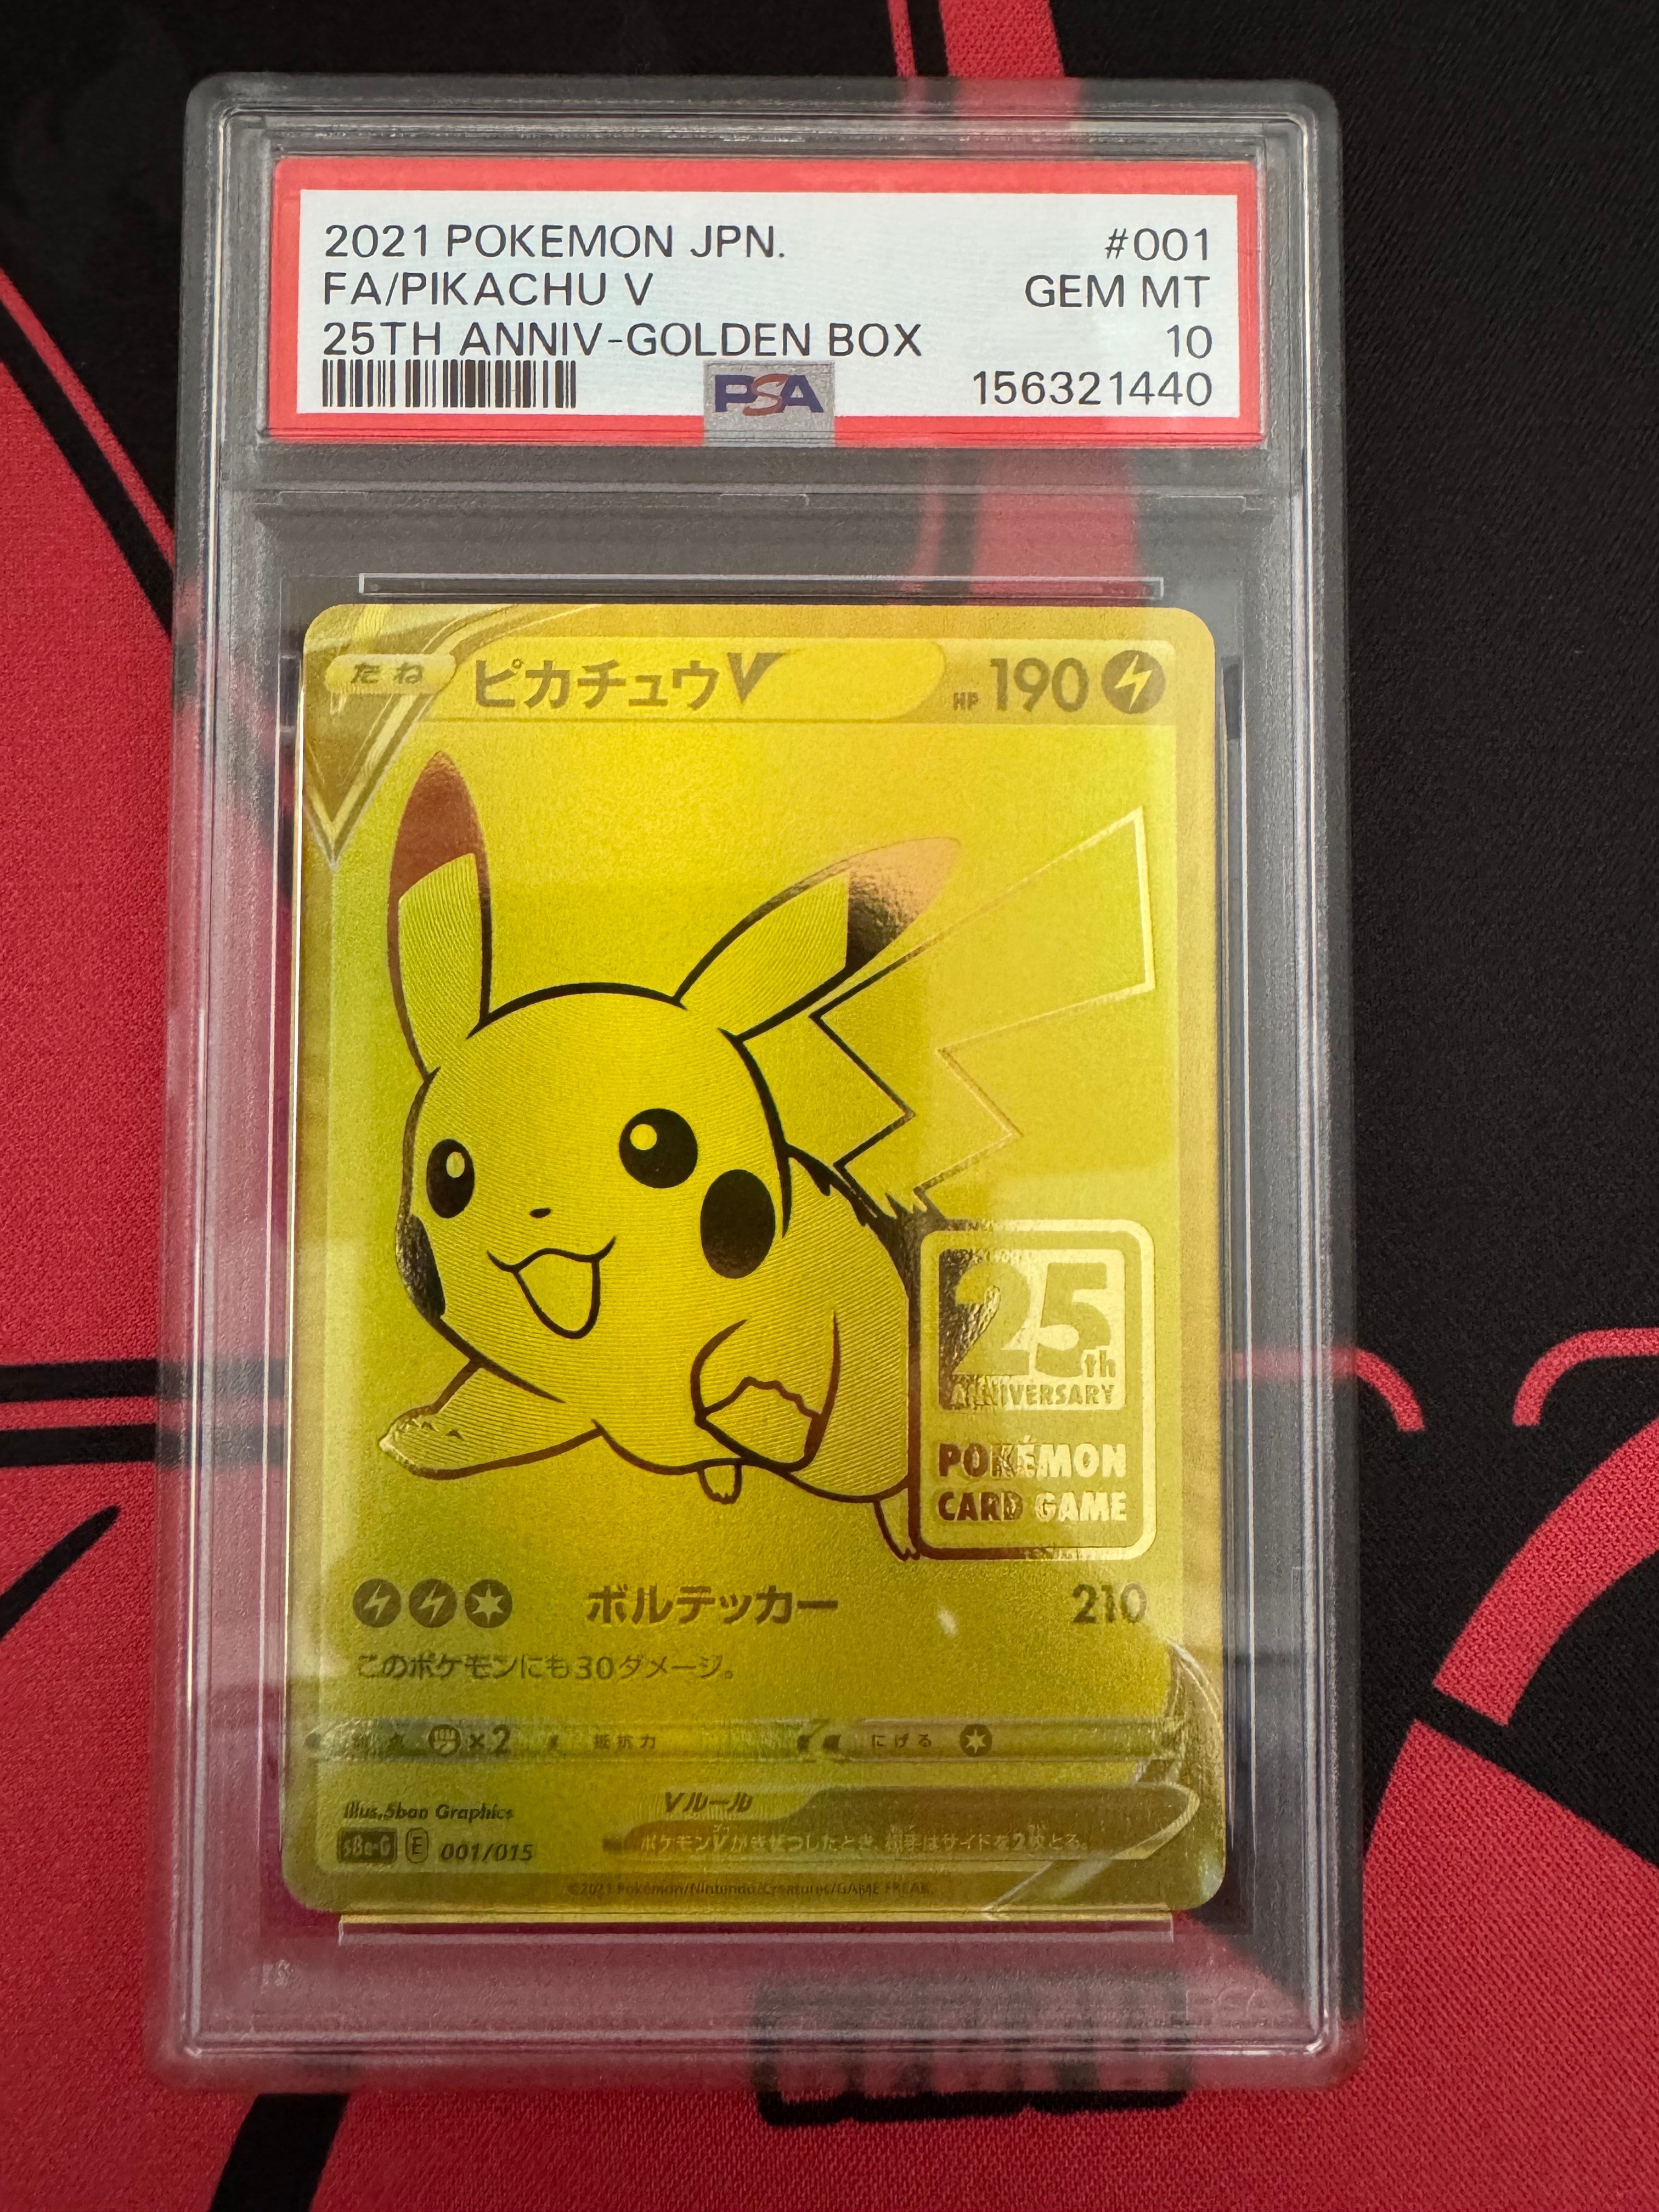 2021 POKEMON JPN. #001
FA/PIKACHU V GEM MT
25TH ANNIV-GOLDEN BOX 10
PSA 156321440
たね ピカチュウV HP 190
25th
ANNIVERSARY
POKÉMON
CARD GAME
ボルテッカー 210
このポケモンにも30ダメージ。
×2 抵抗力 にげる
Illus.5ban Graphics
Vルール
s8a-G E 001/015
ポケモンVがきぜつしたとき、相手はサイドを2枚とる。
©2021 Pokémon/Nintendo/Creatures/GAME FREAK.